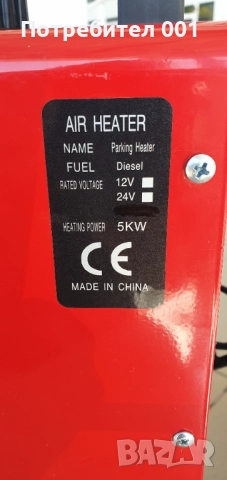 Потребител 001
AIR HEATER
NAME Parking Heater
FUEL Diesel
RATED VOLTAGE 12V
24V
HEATING POWER 5KW
CE
MADE IN CHINA
BAZAR